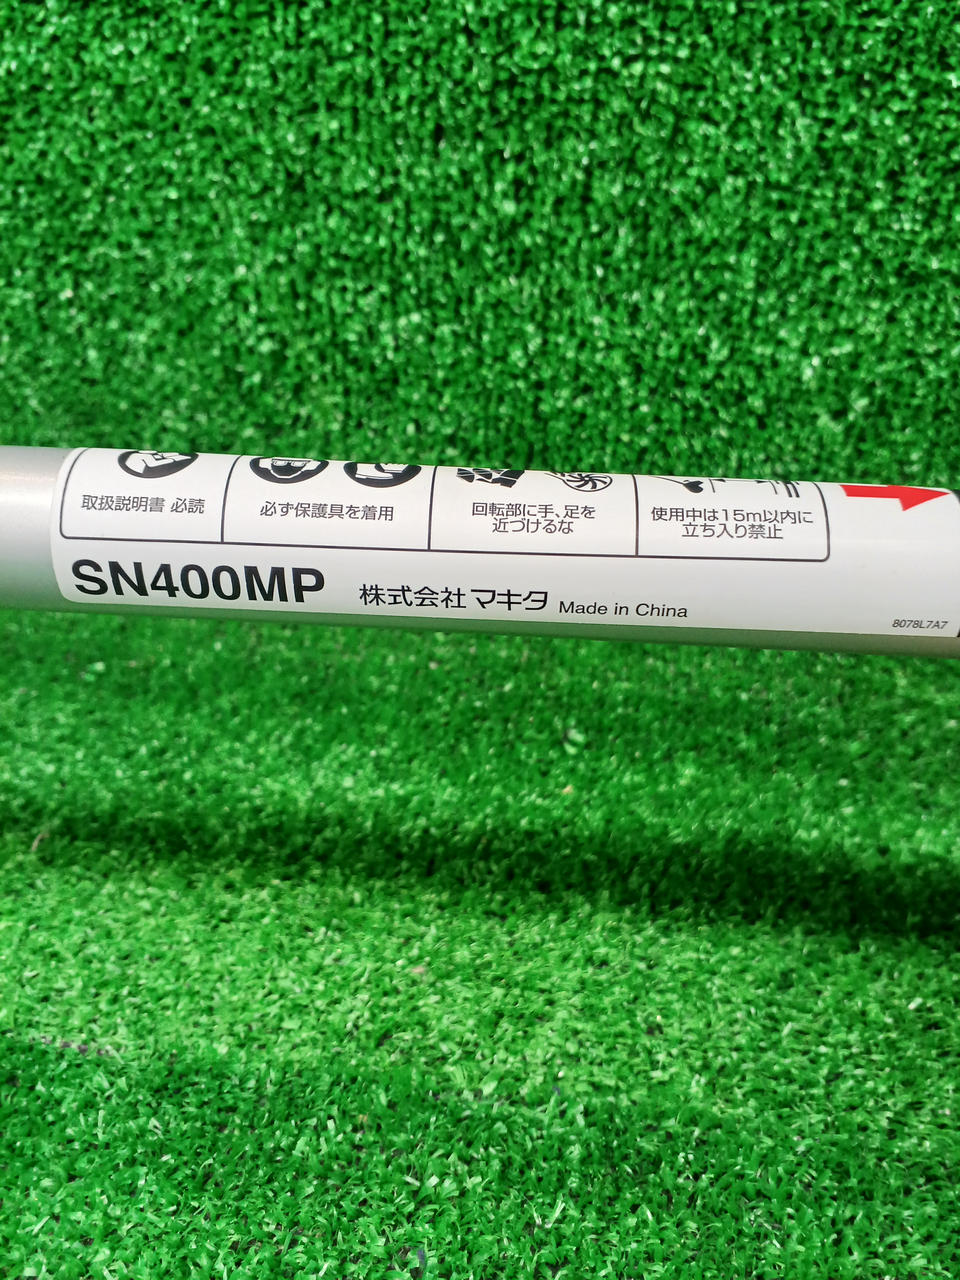 取扱説明書 必読
必ず保護具を着用
回転部に手、足を
近づけるな
使用中は15m以内に
立ち入り禁止
SN400MP 株式会社マキタ Made in China
8078L7A7